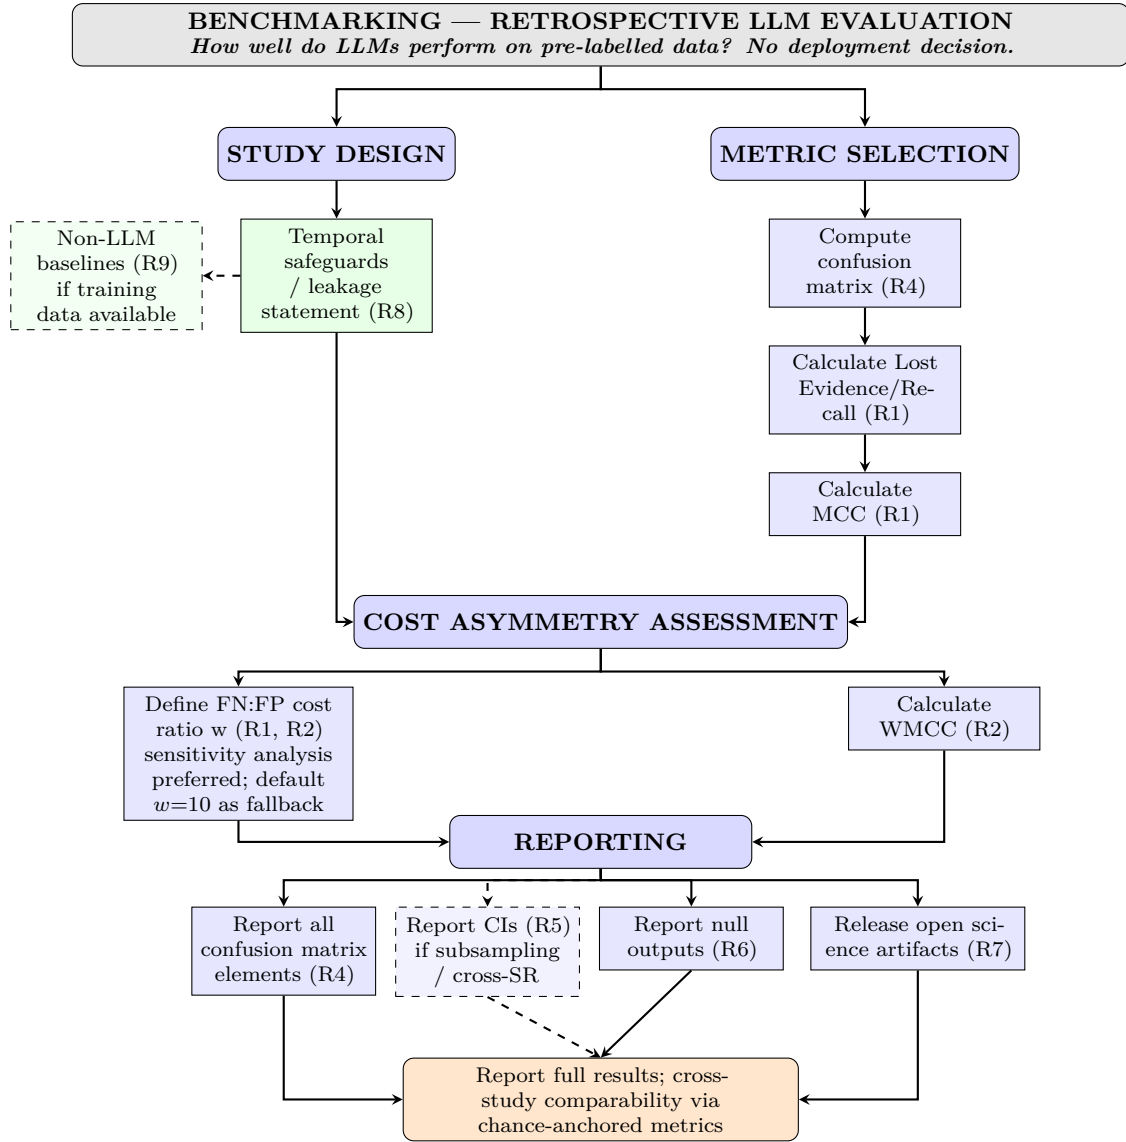 BENCHMARKING — RETROSPECTIVE LLM EVALUATION
How well do LLMs perform on pre-labelled data? No deployment decision.
STUDY DESIGN
METRIC SELECTION
Non-LLM
baselines (R9)
if training
data available
Temporal
safeguards
/ leakage
statement (R8)
Compute
confusion
matrix (R4)
Calculate Lost
Evidence/Re-
call (R1)
Calculate
MCC (R1)
COST ASYMMETRY ASSESSMENT
Define FN:FP cost
ratio w (R1, R2)
sensitivity analysis
preferred; default
w=10 as fallback
Calculate
WMCC (R2)
REPORTING
Report all
confusion matrix
elements (R4)
Report CIs (R5)
if subsampling
/ cross-SR
Report null
outputs (R6)
Release open sci-
ence artifacts (R7)
Report full results; cross-
study comparability via
chance-anchored metrics